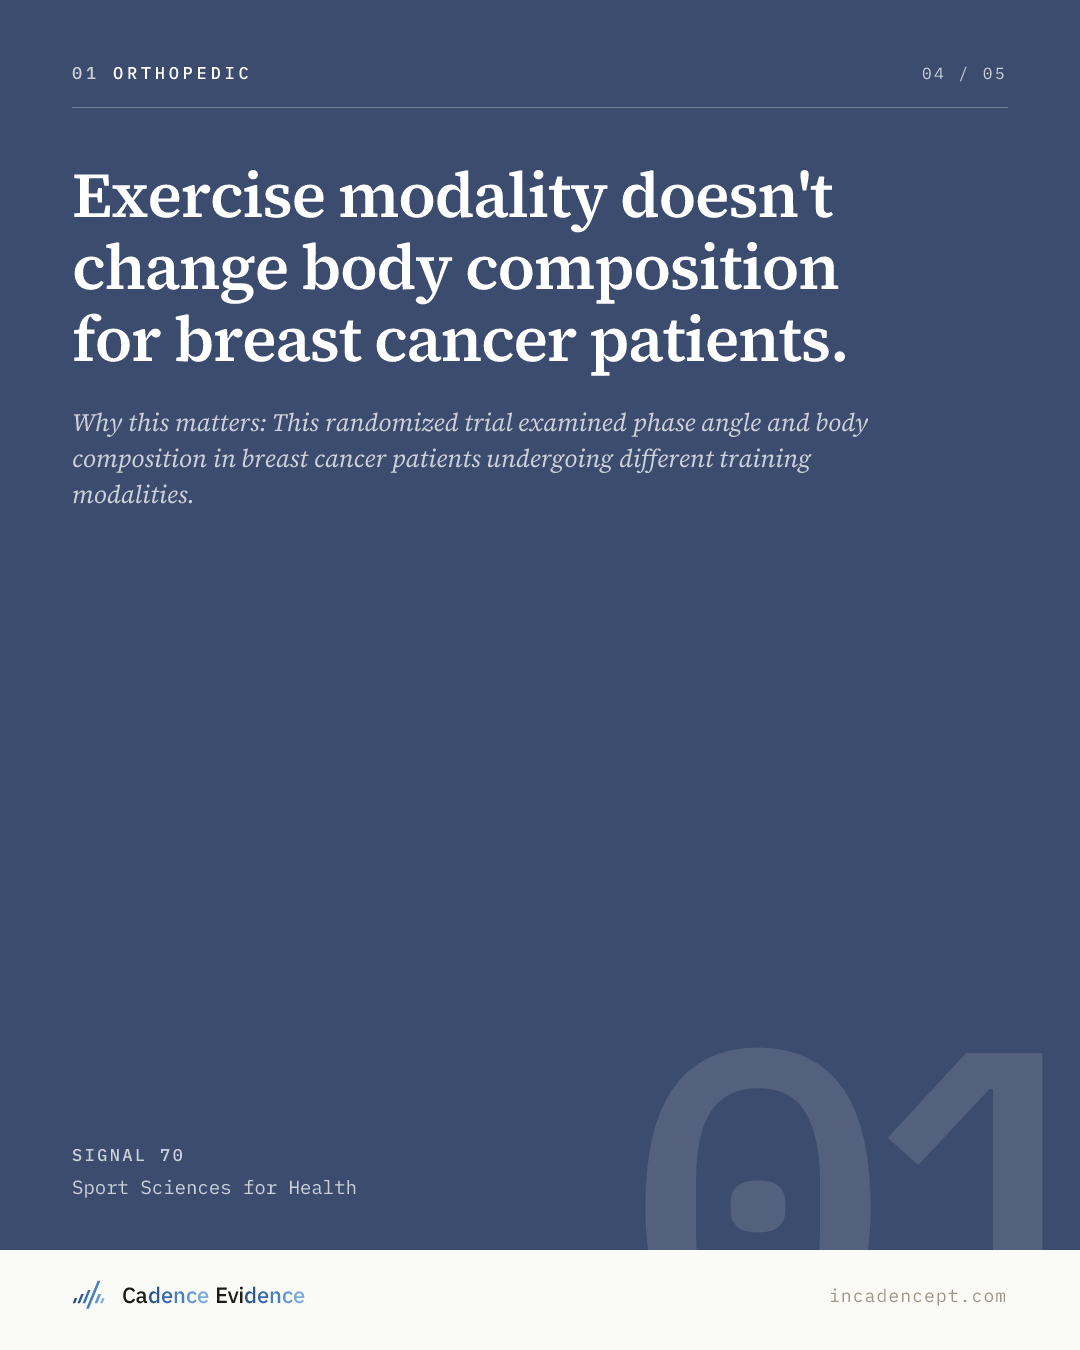 01 ORTHOPEDIC
04 / 05
Exercise modality doesn't
change body composition
for breast cancer patients.
Why this matters: This randomized trial examined phase angle and body
composition in breast cancer patients undergoing different training
modalities.
01
SIGNAL 70
Sport Sciences for Health
Cadence Evidence
incadencept.com